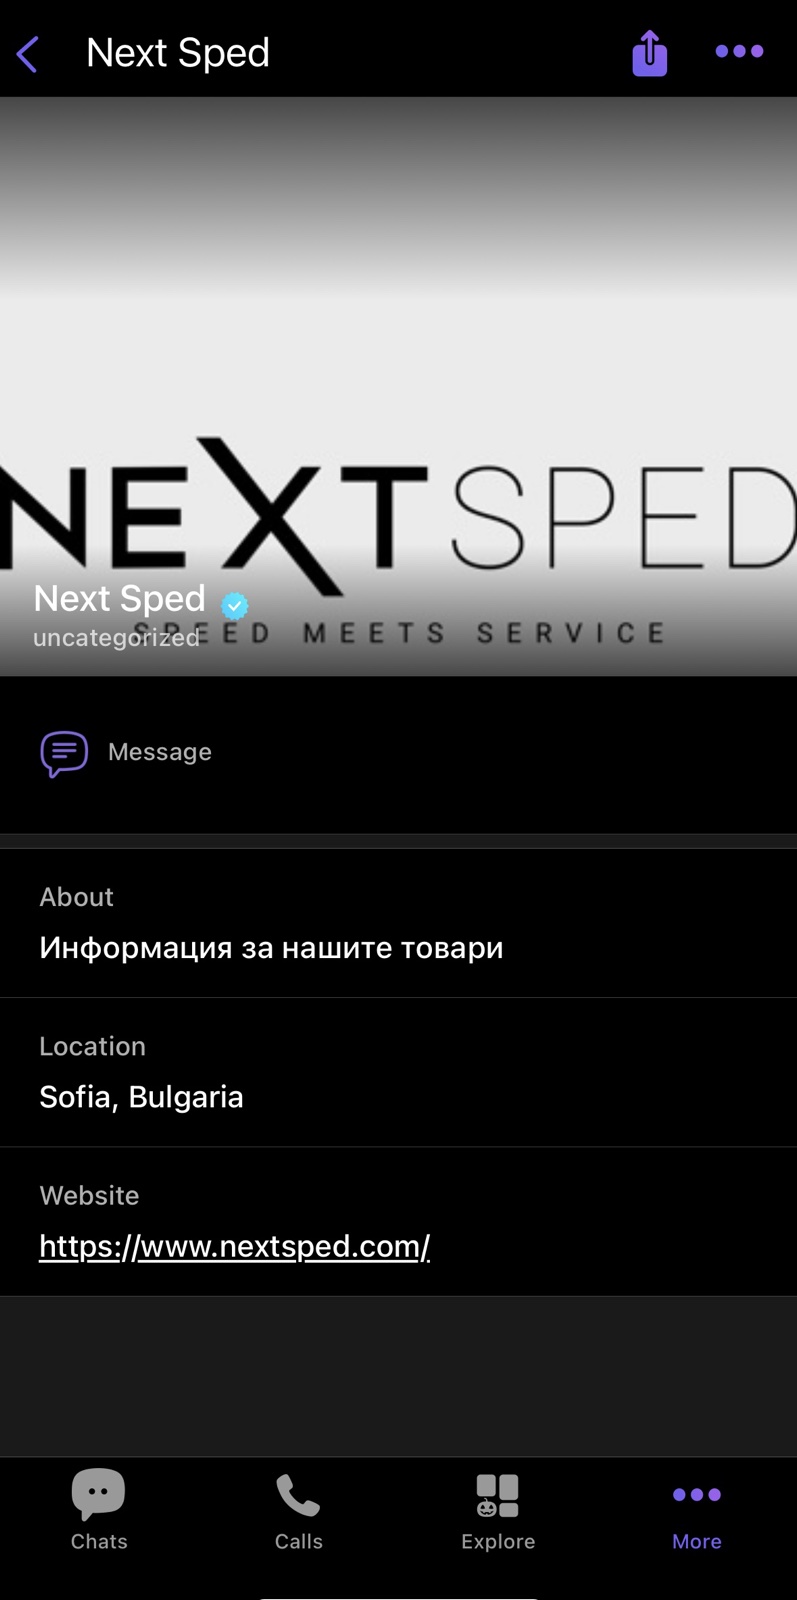 Next Sped
NEXTSPED
Next Sped
uncategorized
SPEED MEETS SERVICE
Message
About
Информация за нашите товари
Location
Sofia, Bulgaria
Website
https://www.nextsped.com/
Chats
Calls
Explore
More